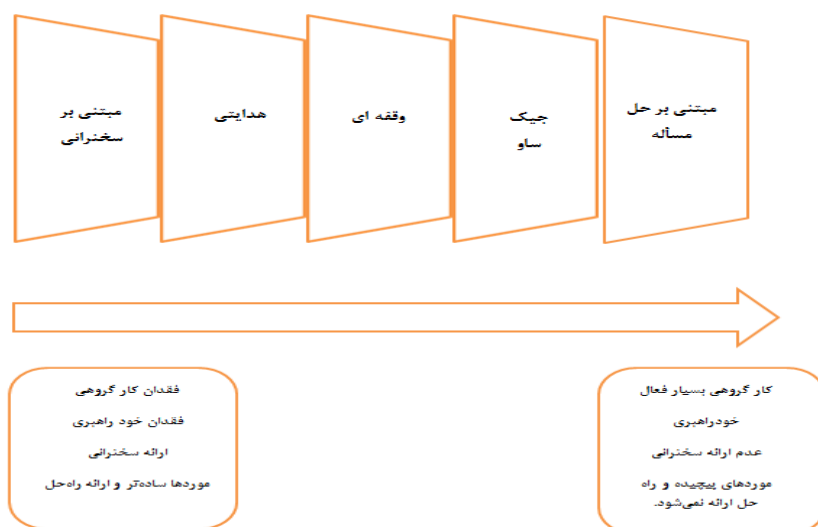 مبتنی بر
سخنرانی
هدایتی
وقفه ای
جیک
ساو
مبتنی بر حل
مسأله
فقدان کار گروهی
فقدان خود راهبری
ارائه سخنرانی
موردها ساده‌تر و ارائه راه‌حل
کار گروهی بسیار فعال
خودراهبری
عدم ارائه سخنرانی
موردهای پیچیده و راه
حل ارائه نمی‌شود.